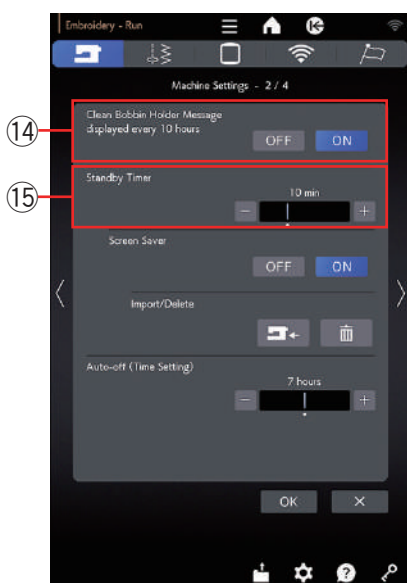 Embroidery - Run
Machine Settings - 2 / 4
⑭
Clean Bobbin Holder Message
displayed every 10 hours
OFF ON
⑮
Standby Timer
10 min
− +
Screen Saver
OFF ON
Import/Delete
Auto-off (Time Setting)
7 hours
− +
OK ×
?